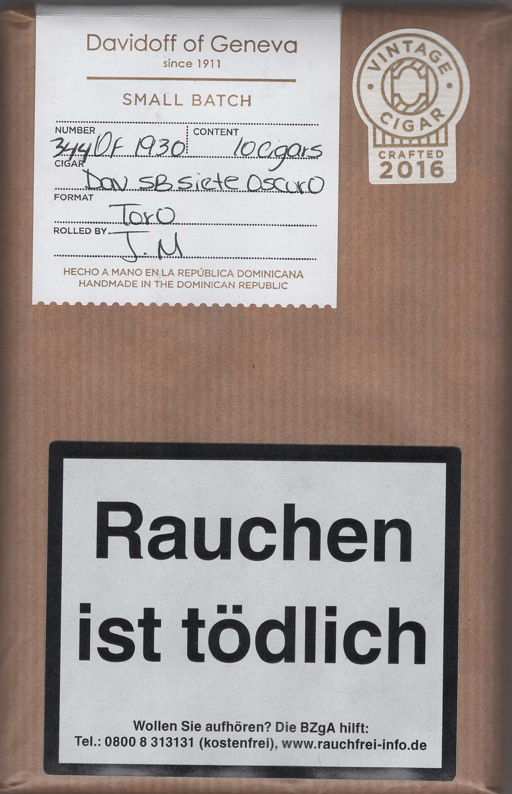 Davidoff of Geneva
since 1911
SMALL BATCH
NUMBER
CONTENT
344 Of 1930
10 cigars
CIGAR
Dav SB siete Oscuro
FORMAT
Toro
ROLLED BY
J. M
HECHO A MANO EN LA REPÚBLICA DOMINICANA
HANDMADE IN THE DOMINICAN REPUBLIC
• VINTAGE •
CIGAR
CRAFTED
2016
Rauchen
ist tödlich
Wollen Sie aufhören? Die BZgA hilft:
Tel.: 0800 8 313131 (kostenfrei), www.rauchfrei-info.de